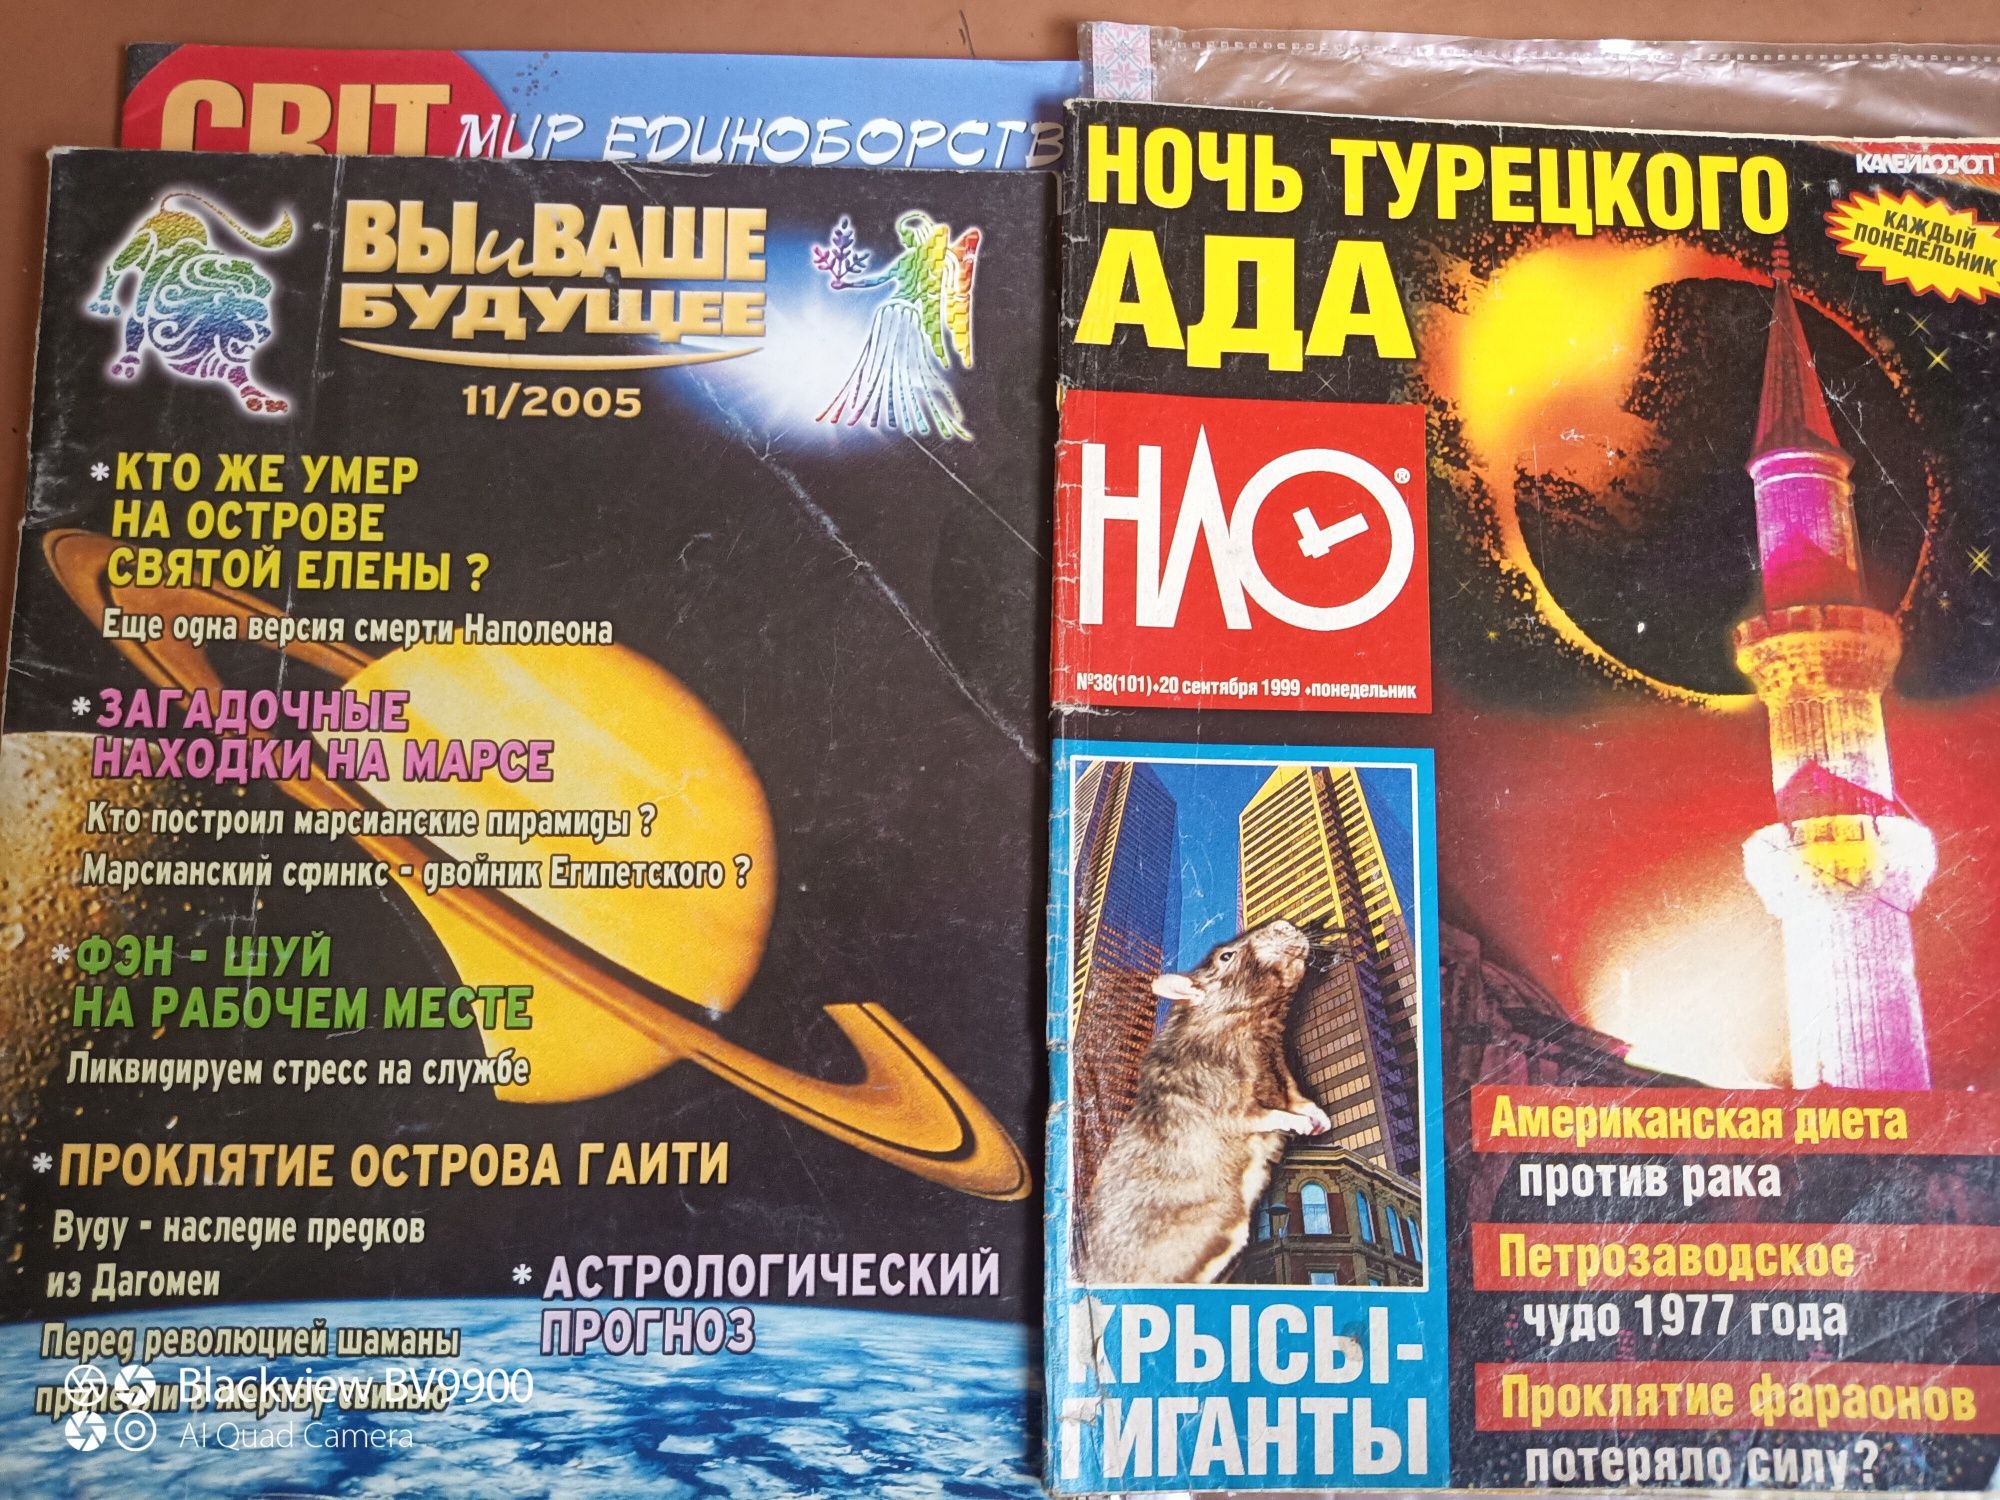 СВІТ
МИР ЕДИНОБОРСТВ
ВЫ и ВАШЕ
БУДУЩЕЕ
11/2005
*КТО ЖЕ УМЕР
НА ОСТРОВЕ
СВЯТОЙ ЕЛЕНЫ ?
Еще одна версия смерти Наполеона
*ЗАГАДОЧНЫЕ
НАХОДКИ НА МАРСЕ
Кто построил марсианские пирамиды ?
Марсианский сфинкс - двойник Египетского ?
*ФЭН - ШУЙ
НА РАБОЧЕМ МЕСТЕ
Ликвидируем стресс на службе
*ПРОКЛЯТИЕ ОСТРОВА ГАИТИ
Вуду - наследие предков
из Дагомеи
Перед революцией шаманы
принесли в жертву свинью
* АСТРОЛОГИЧЕСКИЙ
ПРОГНОЗ
Blackview BV9900
AI Quad Camera
НОЧЬ ТУРЕЦКОГО
АДА
КАЛЕЙДОСКОП
КАЖДЫЙ
ПОНЕДЕЛЬНИК
НЛО®
№38(101)•20 сентября 1999 •понедельник
КРЫСЫ-
ГИГАНТЫ
Американская диета
против рака
Петрозаводское
чудо 1977 года
Проклятие фараонов
потеряло силу?